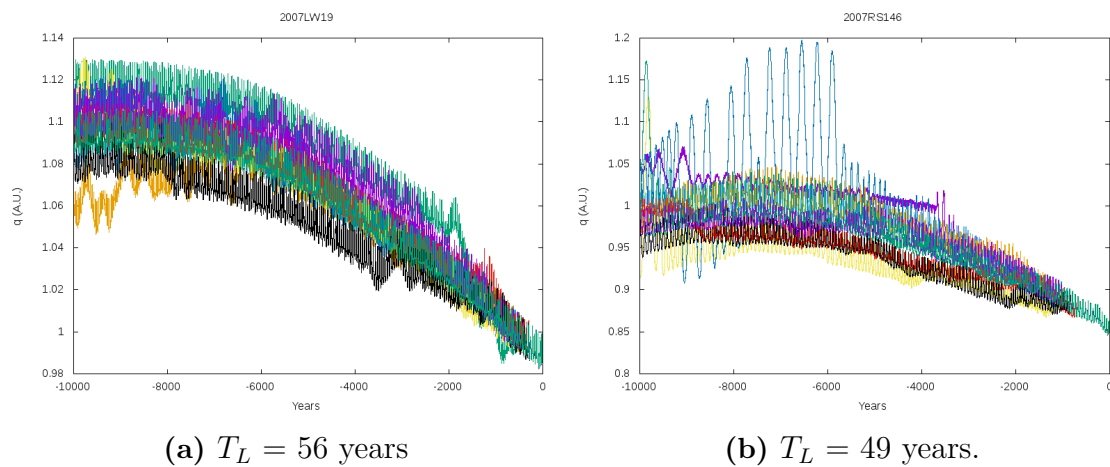 2007LW19
1.14
1.12
1.1
1.08
1.06
1.04
1.02
1
0.98
q (A.U.)
-10000 -8000 -6000 -4000 -2000 0
Years
(a) T_L = 56 years
2007RS146
1.2
1.15
1.1
1.05
1
0.95
0.9
0.85
0.8
q (A.U.)
-10000 -8000 -6000 -4000 -2000 0
Years
(b) T_L = 49 years.